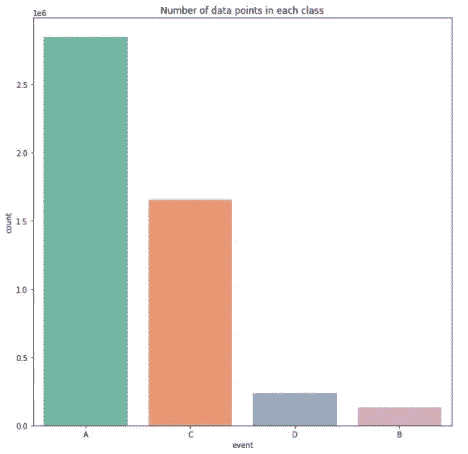 Number of data points in each class
1e6
2.5
2.0
1.5
1.0
0.5
0.0
count
A C D B
event